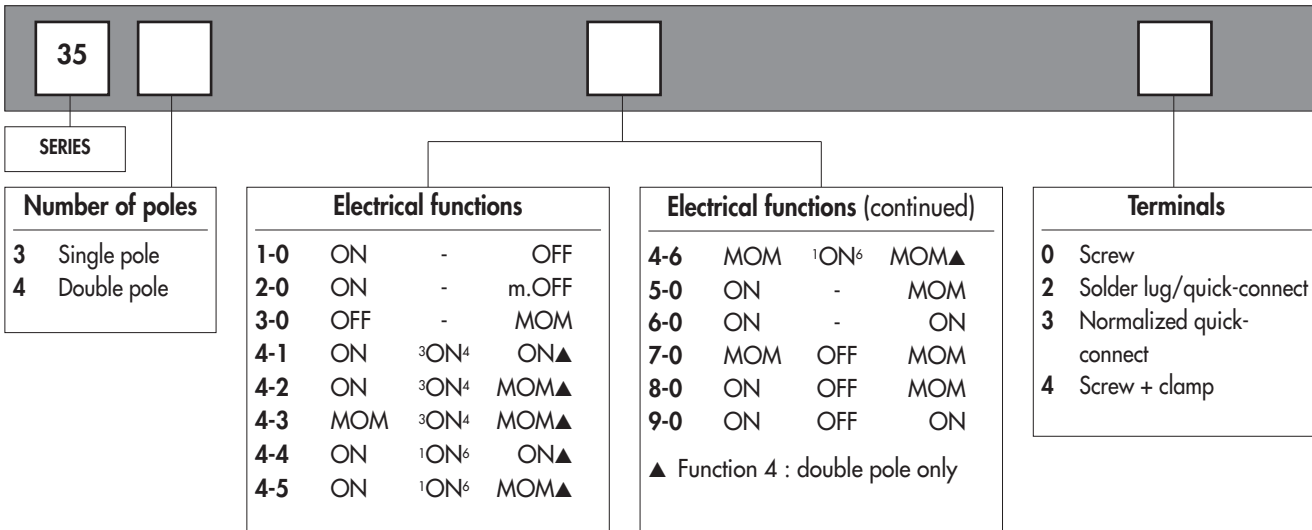 35
SERIES
Number of poles
3 Single pole
4 Double pole
Electrical functions
1-0 ON - OFF
2-0 ON - m.OFF
3-0 OFF - MOM
4-1 ON ³ON⁴ ON▲
4-2 ON ³ON⁴ MOM▲
4-3 MOM ³ON⁴ MOM▲
4-4 ON ¹ON⁶ ON▲
4-5 ON ¹ON⁶ MOM▲
Electrical functions (continued)
4-6 MOM ¹ON⁶ MOM▲
5-0 ON - MOM
6-0 ON - ON
7-0 MOM OFF MOM
8-0 ON OFF MOM
9-0 ON OFF ON
▲ Function 4 : double pole only
Terminals
0 Screw
2 Solder lug/quick-connect
3 Normalized quick-
connect
4 Screw + clamp